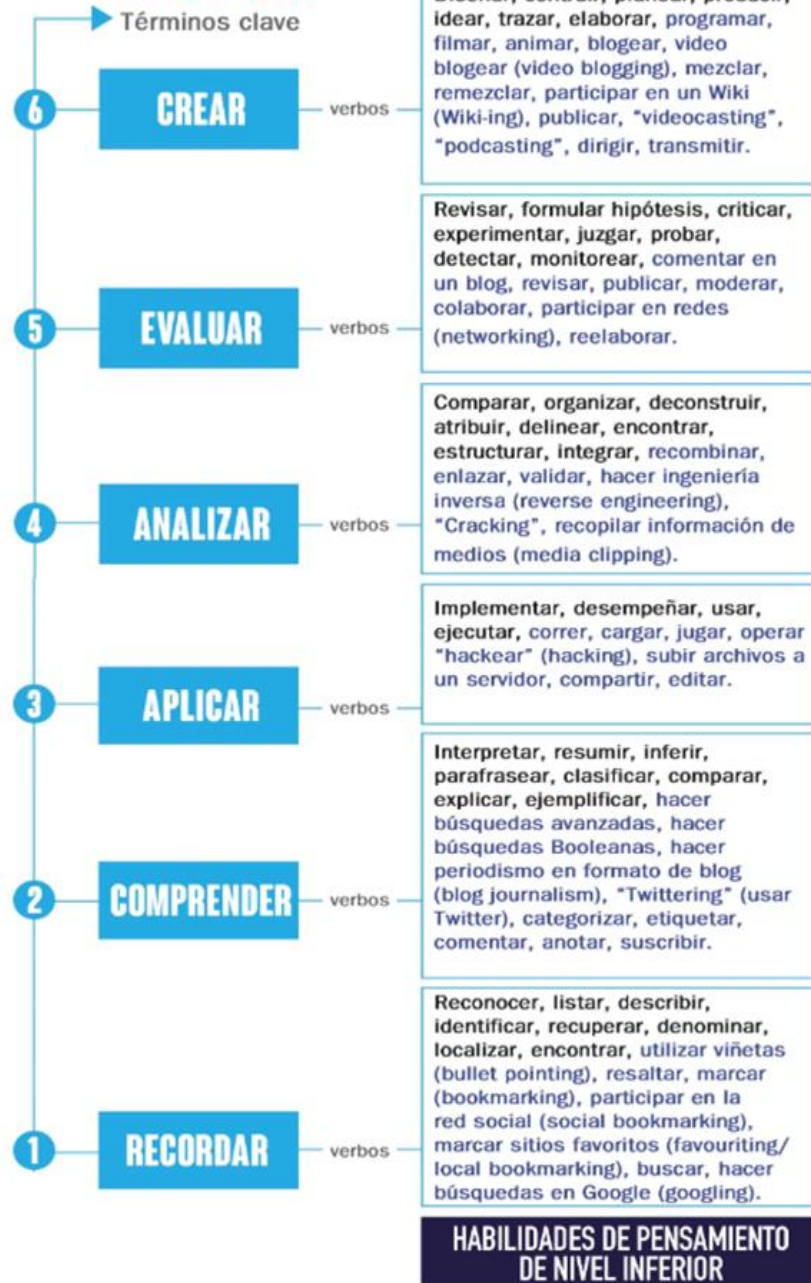 Términos clave
planear, producir,
idear, trazar, elaborar, programar,
filmar, animar, blogear, video
blogear (video blogging), mezclar,
remezclar, participar en un Wiki
(Wiki-ing), publicar, “videocasting”,
“podcasting”, dirigir, transmitir.
6
CREAR
verbos
Revisar, formular hipótesis, criticar,
experimentar, juzgar, probar,
detectar, monitorear, comentar en
un blog, revisar, publicar, moderar,
colaborar, participar en redes
(networking), reelaborar.
5
EVALUAR
verbos
Comparar, organizar, deconstruir,
atribuir, delinear, encontrar,
estructurar, integrar, recombinar,
enlazar, validar, hacer ingeniería
inversa (reverse engineering),
“Cracking”, recopilar información de
medios (media clipping).
4
ANALIZAR
verbos
Implementar, desempeñar, usar,
ejecutar, correr, cargar, jugar, operar
“hackear” (hacking), subir archivos a
un servidor, compartir, editar.
3
APLICAR
verbos
Interpretar, resumir, inferir,
parafrasear, clasificar, comparar,
explicar, ejemplificar, hacer
búsquedas avanzadas, hacer
búsquedas Booleanas, hacer
periodismo en formato de blog
(blog journalism), “Twittering” (usar
Twitter), categorizar, etiquetar,
comentar, anotar, suscribir.
2
COMPRENDER
verbos
Reconocer, listar, describir,
identificar, recuperar, denominar,
localizar, encontrar, utilizar viñetas
(bullet pointing), resaltar, marcar
(bookmarking), participar en la
red social (social bookmarking),
marcar sitios favoritos (favouriting/
local bookmarking), buscar, hacer
búsquedas en Google (googling).
1
RECORDAR
verbos
HABILIDADES DE PENSAMIENTO
DE NIVEL INFERIOR